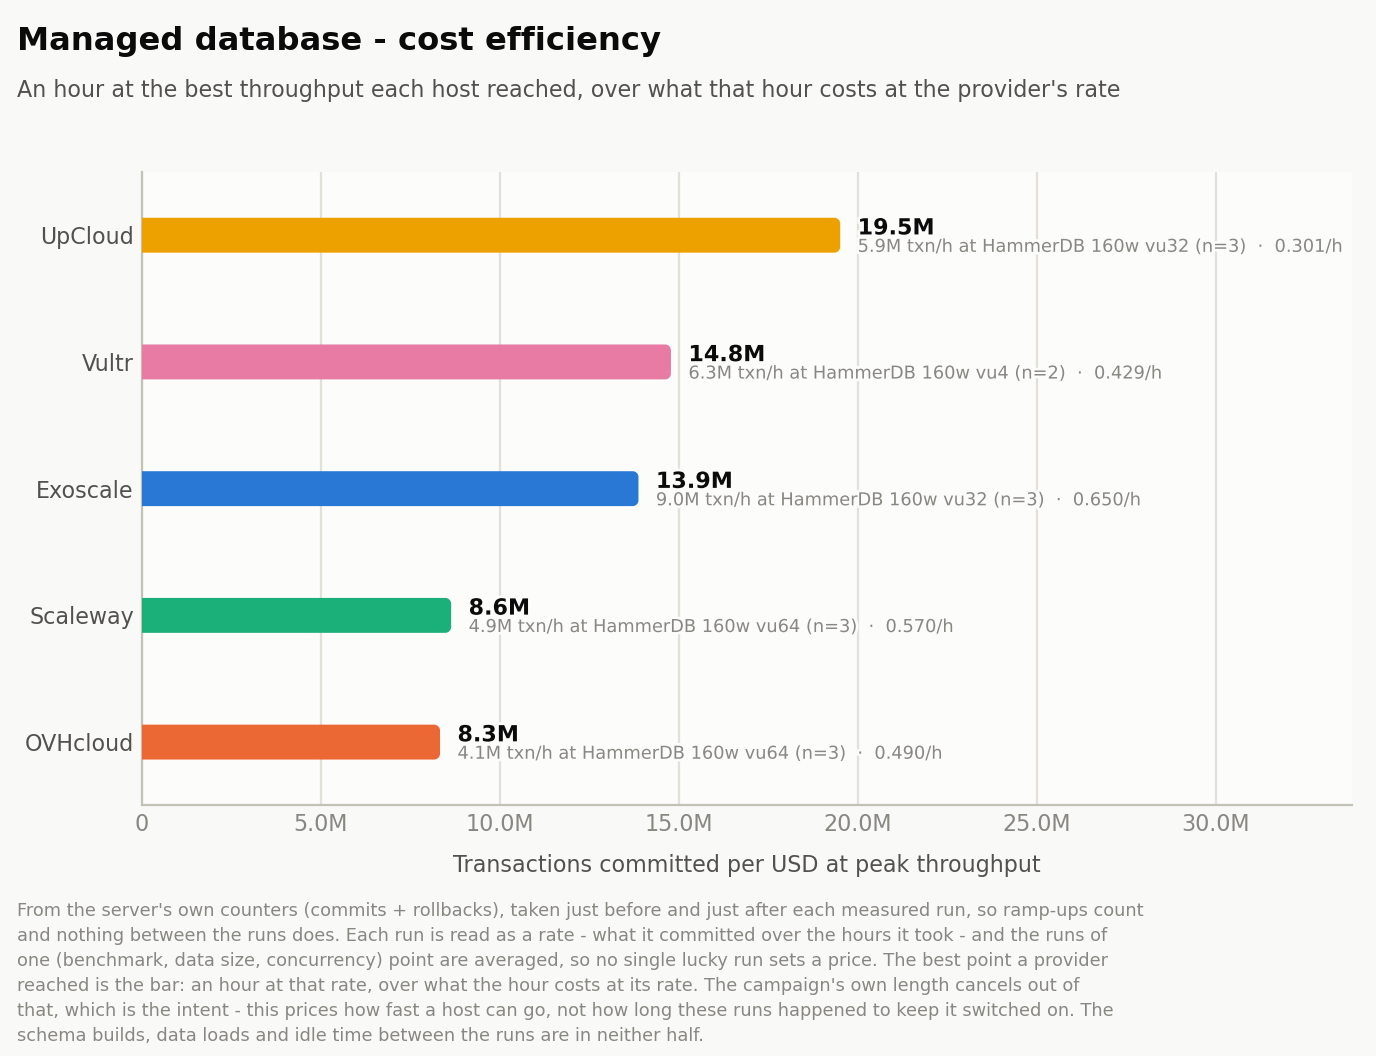 Managed database - cost efficiency
An hour at the best throughput each host reached, over what that hour costs at the provider's rate
UpCloud
19.5M
5.9M txn/h at HammerDB 160w vu32 (n=3) · 0.301/h
Vultr
14.8M
6.3M txn/h at HammerDB 160w vu4 (n=2) · 0.429/h
Exoscale
13.9M
9.0M txn/h at HammerDB 160w vu32 (n=3) · 0.650/h
Scaleway
8.6M
4.9M txn/h at HammerDB 160w vu64 (n=3) · 0.570/h
OVHcloud
8.3M
4.1M txn/h at HammerDB 160w vu64 (n=3) · 0.490/h
0 5.0M 10.0M 15.0M 20.0M 25.0M 30.0M
Transactions committed per USD at peak throughput
From the server's own counters (commits + rollbacks), taken just before and just after each measured run, so ramp-ups count
and nothing between the runs does. Each run is read as a rate - what it committed over the hours it took - and the runs of
one (benchmark, data size, concurrency) point are averaged, so no single lucky run sets a price. The best point a provider
reached is the bar: an hour at that rate, over what the hour costs at its rate. The campaign's own length cancels out of
that, which is the intent - this prices how fast a host can go, not how long these runs happened to keep it switched on. The
schema builds, data loads and idle time between the runs are in neither half.